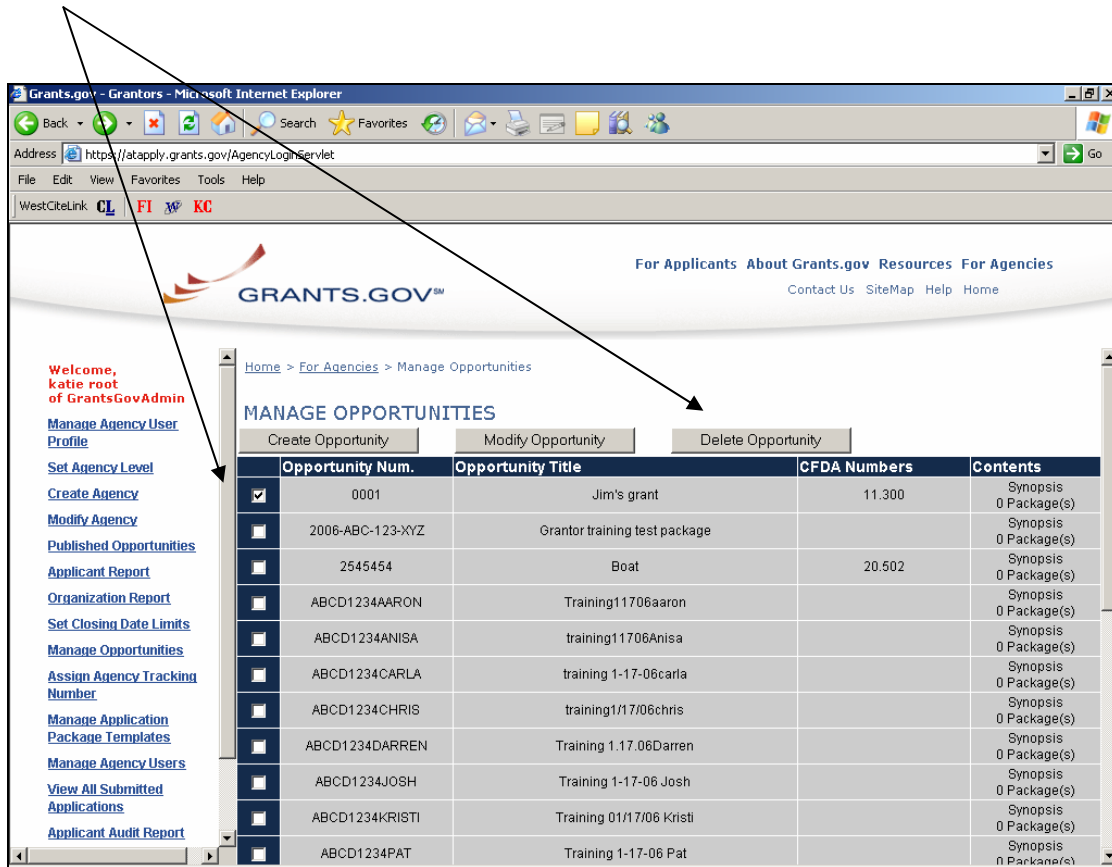 Grants.gov - Grantors - Microsoft Internet Explorer
Back Search Favorites
Address https://atapply.grants.gov/AgencyLoginServlet Go
File Edit View Favorites Tools Help
WestCiteLink CL FI KC
For Applicants About Grants.gov Resources For Agencies
GRANTS.GOV℠
Contact Us SiteMap Help Home
Welcome,
katie root
of GrantsGovAdmin
Manage Agency User
Profile
Set Agency Level
Create Agency
Modify Agency
Published Opportunities
Applicant Report
Organization Report
Set Closing Date Limits
Manage Opportunities
Assign Agency Tracking
Number
Manage Application
Package Templates
Manage Agency Users
View All Submitted
Applications
Applicant Audit Report
Home > For Agencies > Manage Opportunities
MANAGE OPPORTUNITIES
Create Opportunity Modify Opportunity Delete Opportunity
Opportunity Num. Opportunity Title CFDA Numbers Contents
0001 Jim's grant 11.300 Synopsis
0 Package(s)
2006-ABC-123-XYZ Grantor training test package Synopsis
0 Package(s)
2545454 Boat 20.502 Synopsis
0 Package(s)
ABCD1234AARON Training11706aaron Synopsis
0 Package(s)
ABCD1234ANISA training11706Anisa Synopsis
0 Package(s)
ABCD1234CARLA training 1-17-06carla Synopsis
0 Package(s)
ABCD1234CHRIS training1/17/06chris Synopsis
0 Package(s)
ABCD1234DARREN Training 1.17.06Darren Synopsis
0 Package(s)
ABCD1234JOSH Training 1-17-06 Josh Synopsis
0 Package(s)
ABCD1234KRISTI Training 01/17/06 Kristi Synopsis
0 Package(s)
ABCD1234PAT Training 1-17-06 Pat Synopsis
0 Package(s)